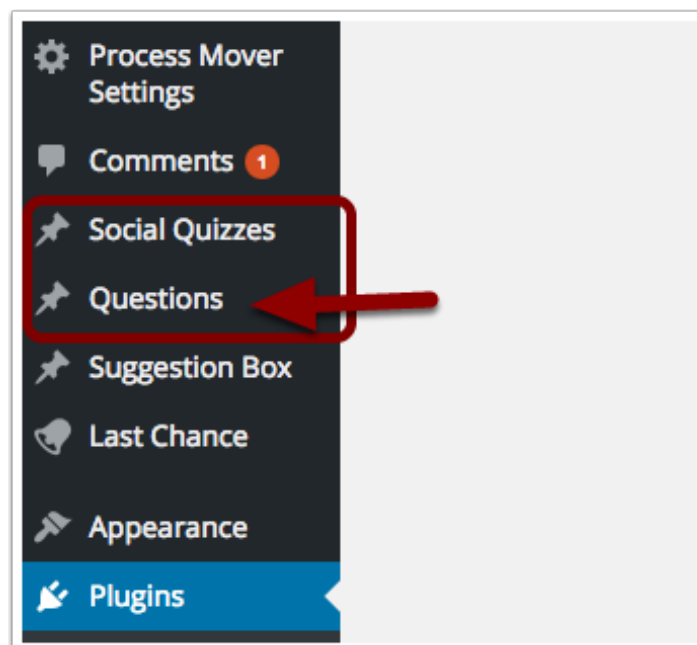 Process Mover
Settings
Comments 1
Social Quizzes
Questions
Suggestion Box
Last Chance
Appearance
Plugins